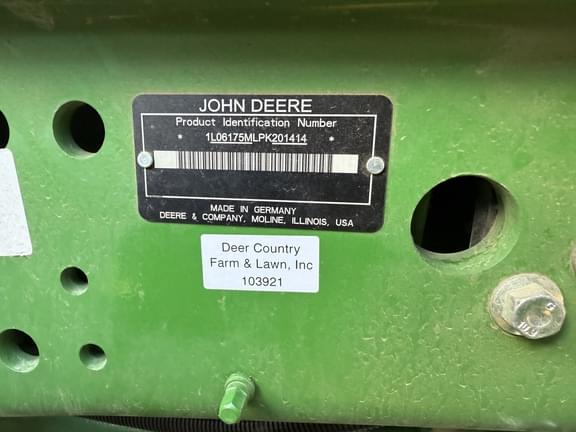 JOHN DEERE
Product Identification Number
* 1L06175MLPK201414 *
MADE IN GERMANY
DEERE & COMPANY, MOLINE, ILLINOIS, USA
Deer Country
Farm & Lawn, Inc
103921